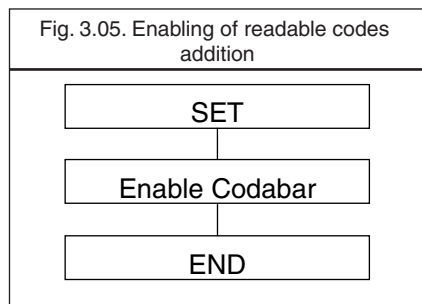 Fig. 3.05. Enabling of readable codes
addition
SET
Enable Codabar
END